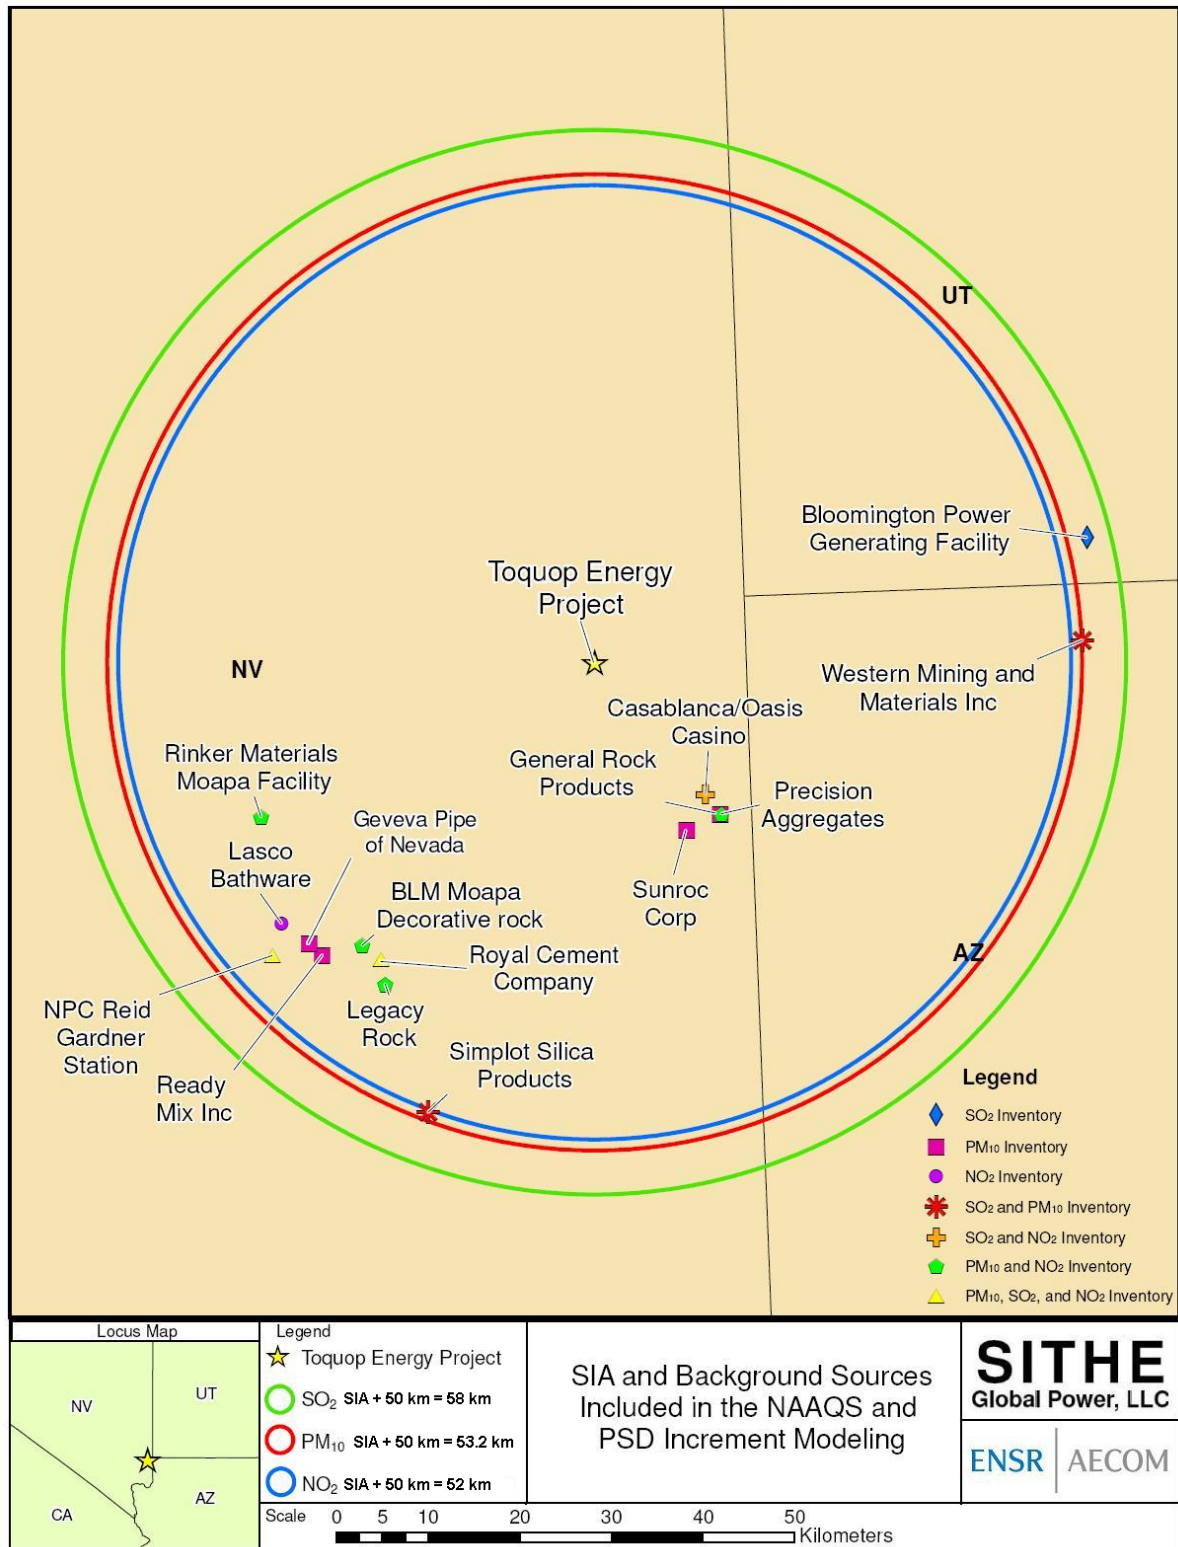 UT
Bloomington Power
Generating Facility
Toquop Energy
Project
NV
Western Mining and
Materials Inc
Casablanca/Oasis
Casino
Rinker Materials
Moapa Facility
General Rock
Products
Precision
Aggregates
Geveva Pipe
of Nevada
Lasco
Bathware
BLM Moapa
Decorative rock
Sunroc
Corp
Royal Cement
Company
AZ
NPC Reid
Gardner
Station
Legacy
Rock
Simplot Silica
Products
Ready
Mix Inc
Legend
SO2 Inventory
PM10 Inventory
NO2 Inventory
SO2 and PM10 Inventory
SO2 and NO2 Inventory
PM10 and NO2 Inventory
PM10, SO2, and NO2 Inventory
Locus Map
NV
UT
CA
AZ
Legend
Toquop Energy Project
SO2 SIA + 50 km = 58 km
PM10 SIA + 50 km = 53.2 km
NO2 SIA + 50 km = 52 km
SIA and Background Sources
Included in the NAAQS and
PSD Increment Modeling
SITHE
Global Power, LLC
ENSR AECOM
Scale 0 5 10 20 30 40 50
Kilometers